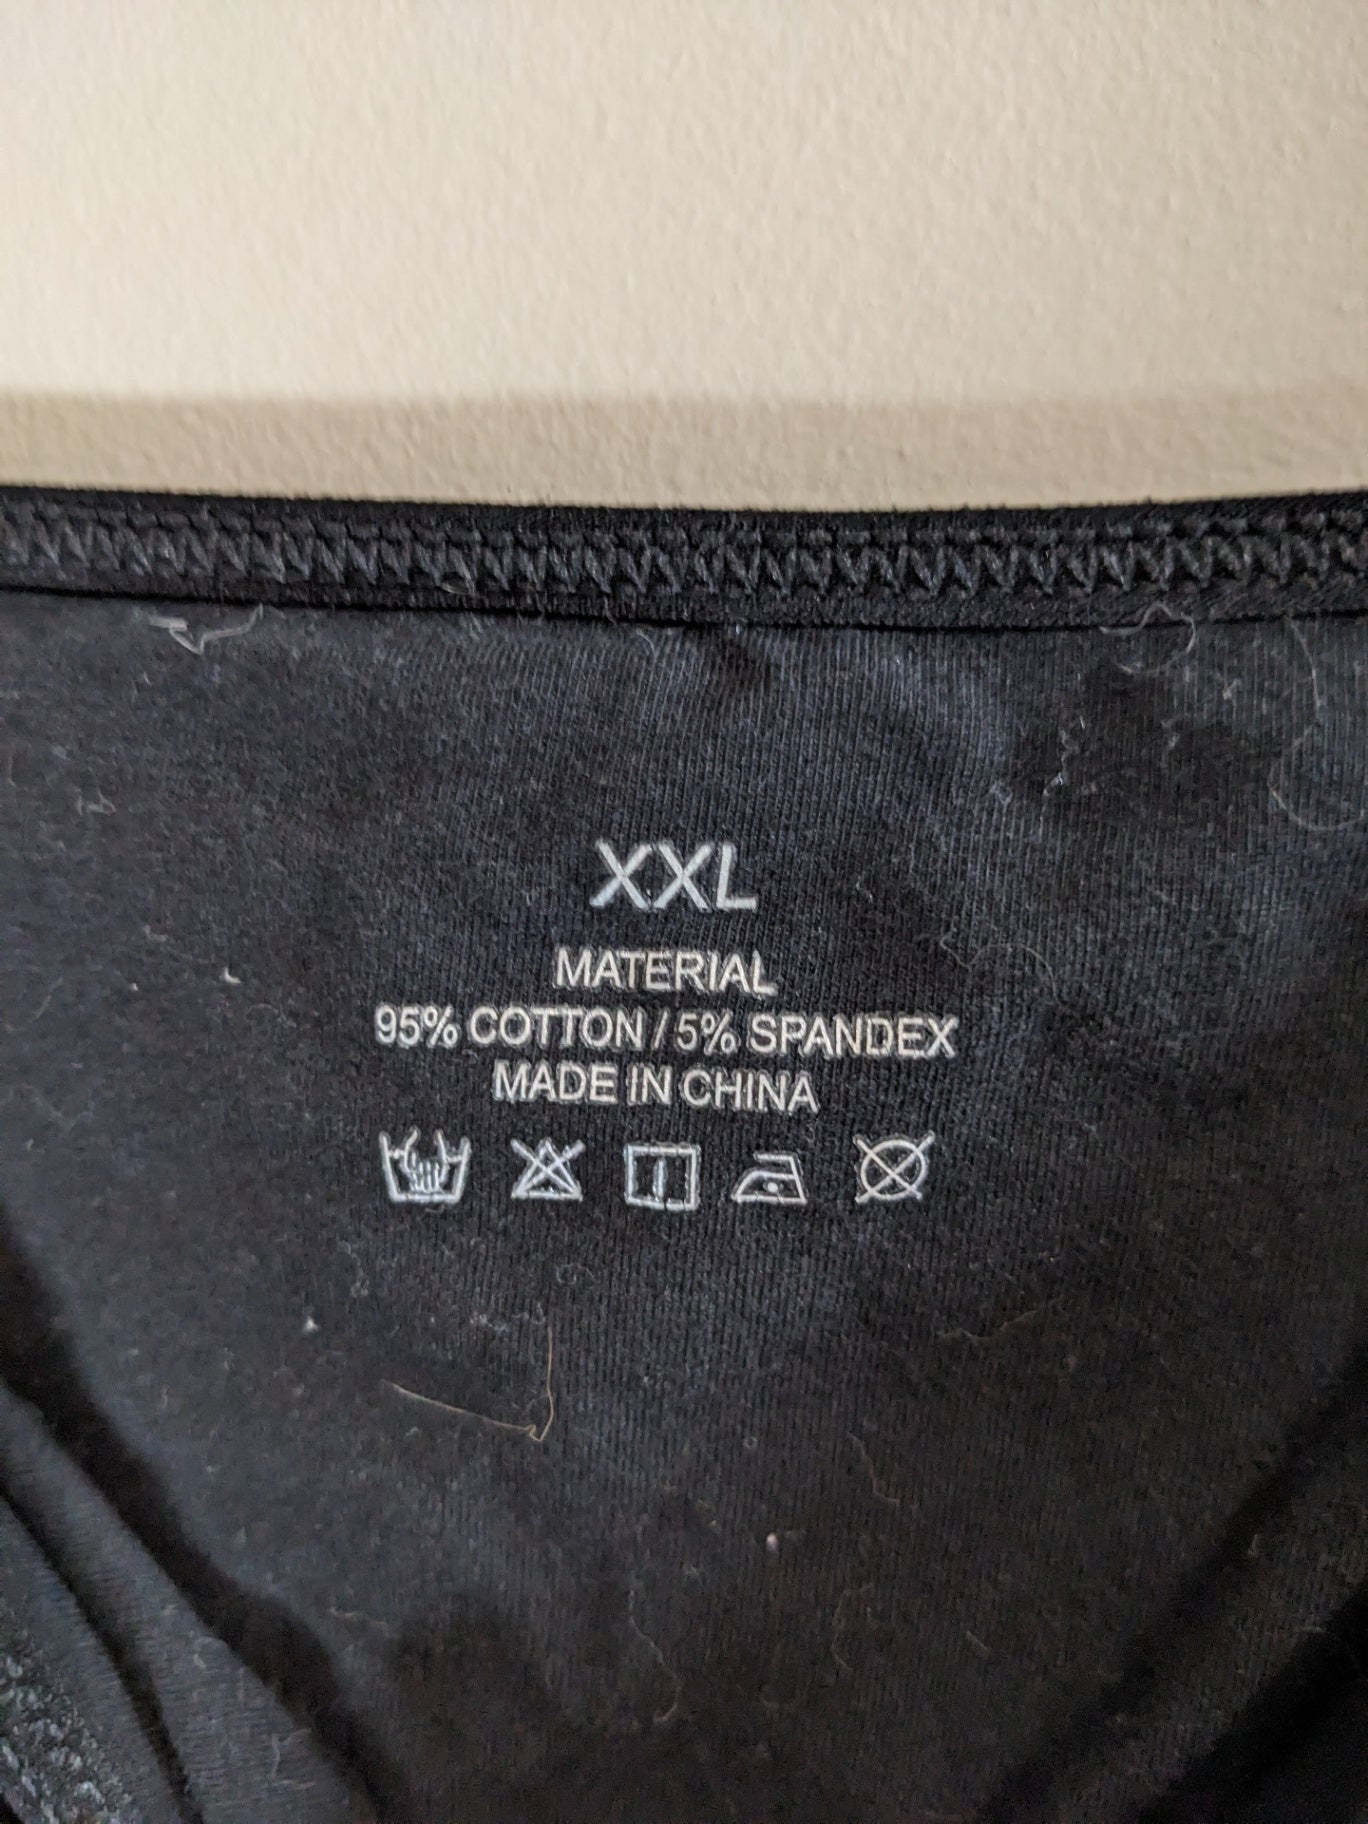 XXL
MATERIAL
95% COTTON / 5% SPANDEX
MADE IN CHINA